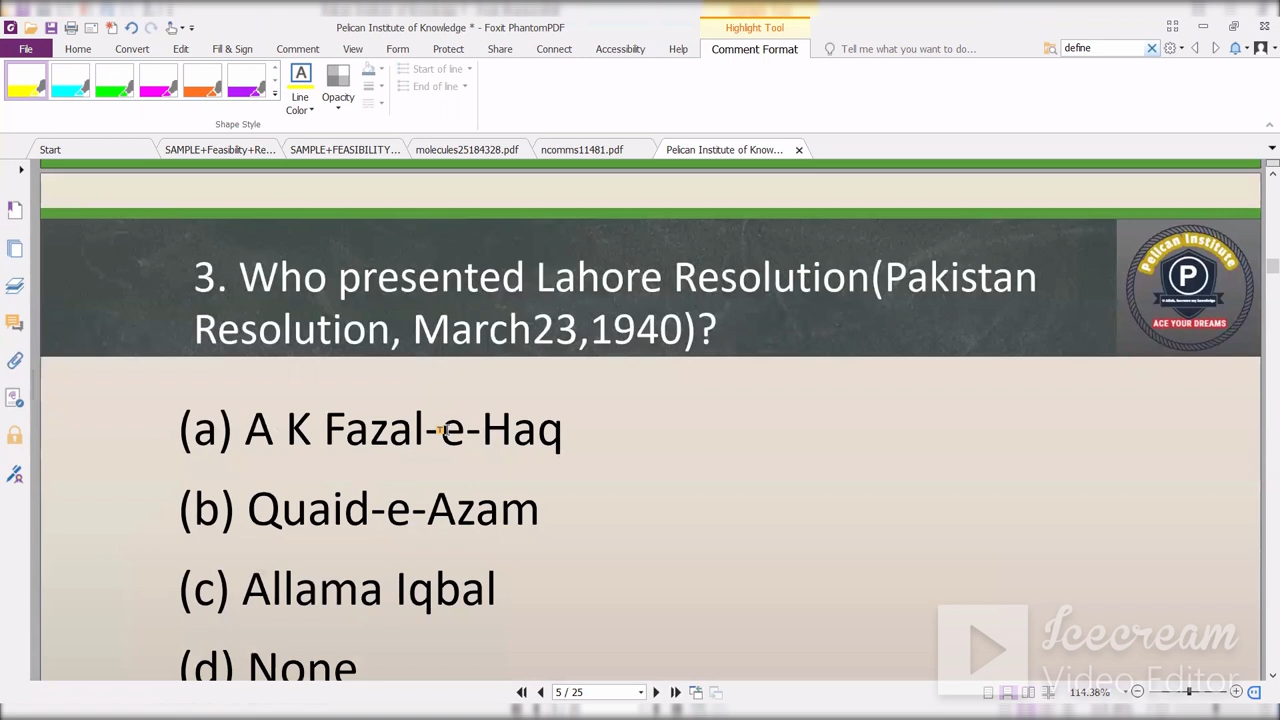 Pelican Institute of Knowledge * - Foxit PhantomPDF
Highlight Tool
File Home Convert Edit Fill & Sign Comment View Form Protect Share Connect Accessibility Help Comment Format Tell me what you want to do... define
Start of line
End of line
Line Color
Opacity
Shape Style
Start SAMPLE+Feasibilty+Re... SAMPLE+FEASIBILITY... molecules25184328.pdf ncomms11481.pdf Pelican Institute of Know...
3. Who presented Lahore Resolution(Pakistan
Resolution, March23,1940)?
Pelican Institute
P
ACE YOUR DREAMS
(a) A K Fazal-e-Haq
(b) Quaid-e-Azam
(c) Allama Iqbal
(d) None
Icecream
Video Editor
5 / 25
114.38%